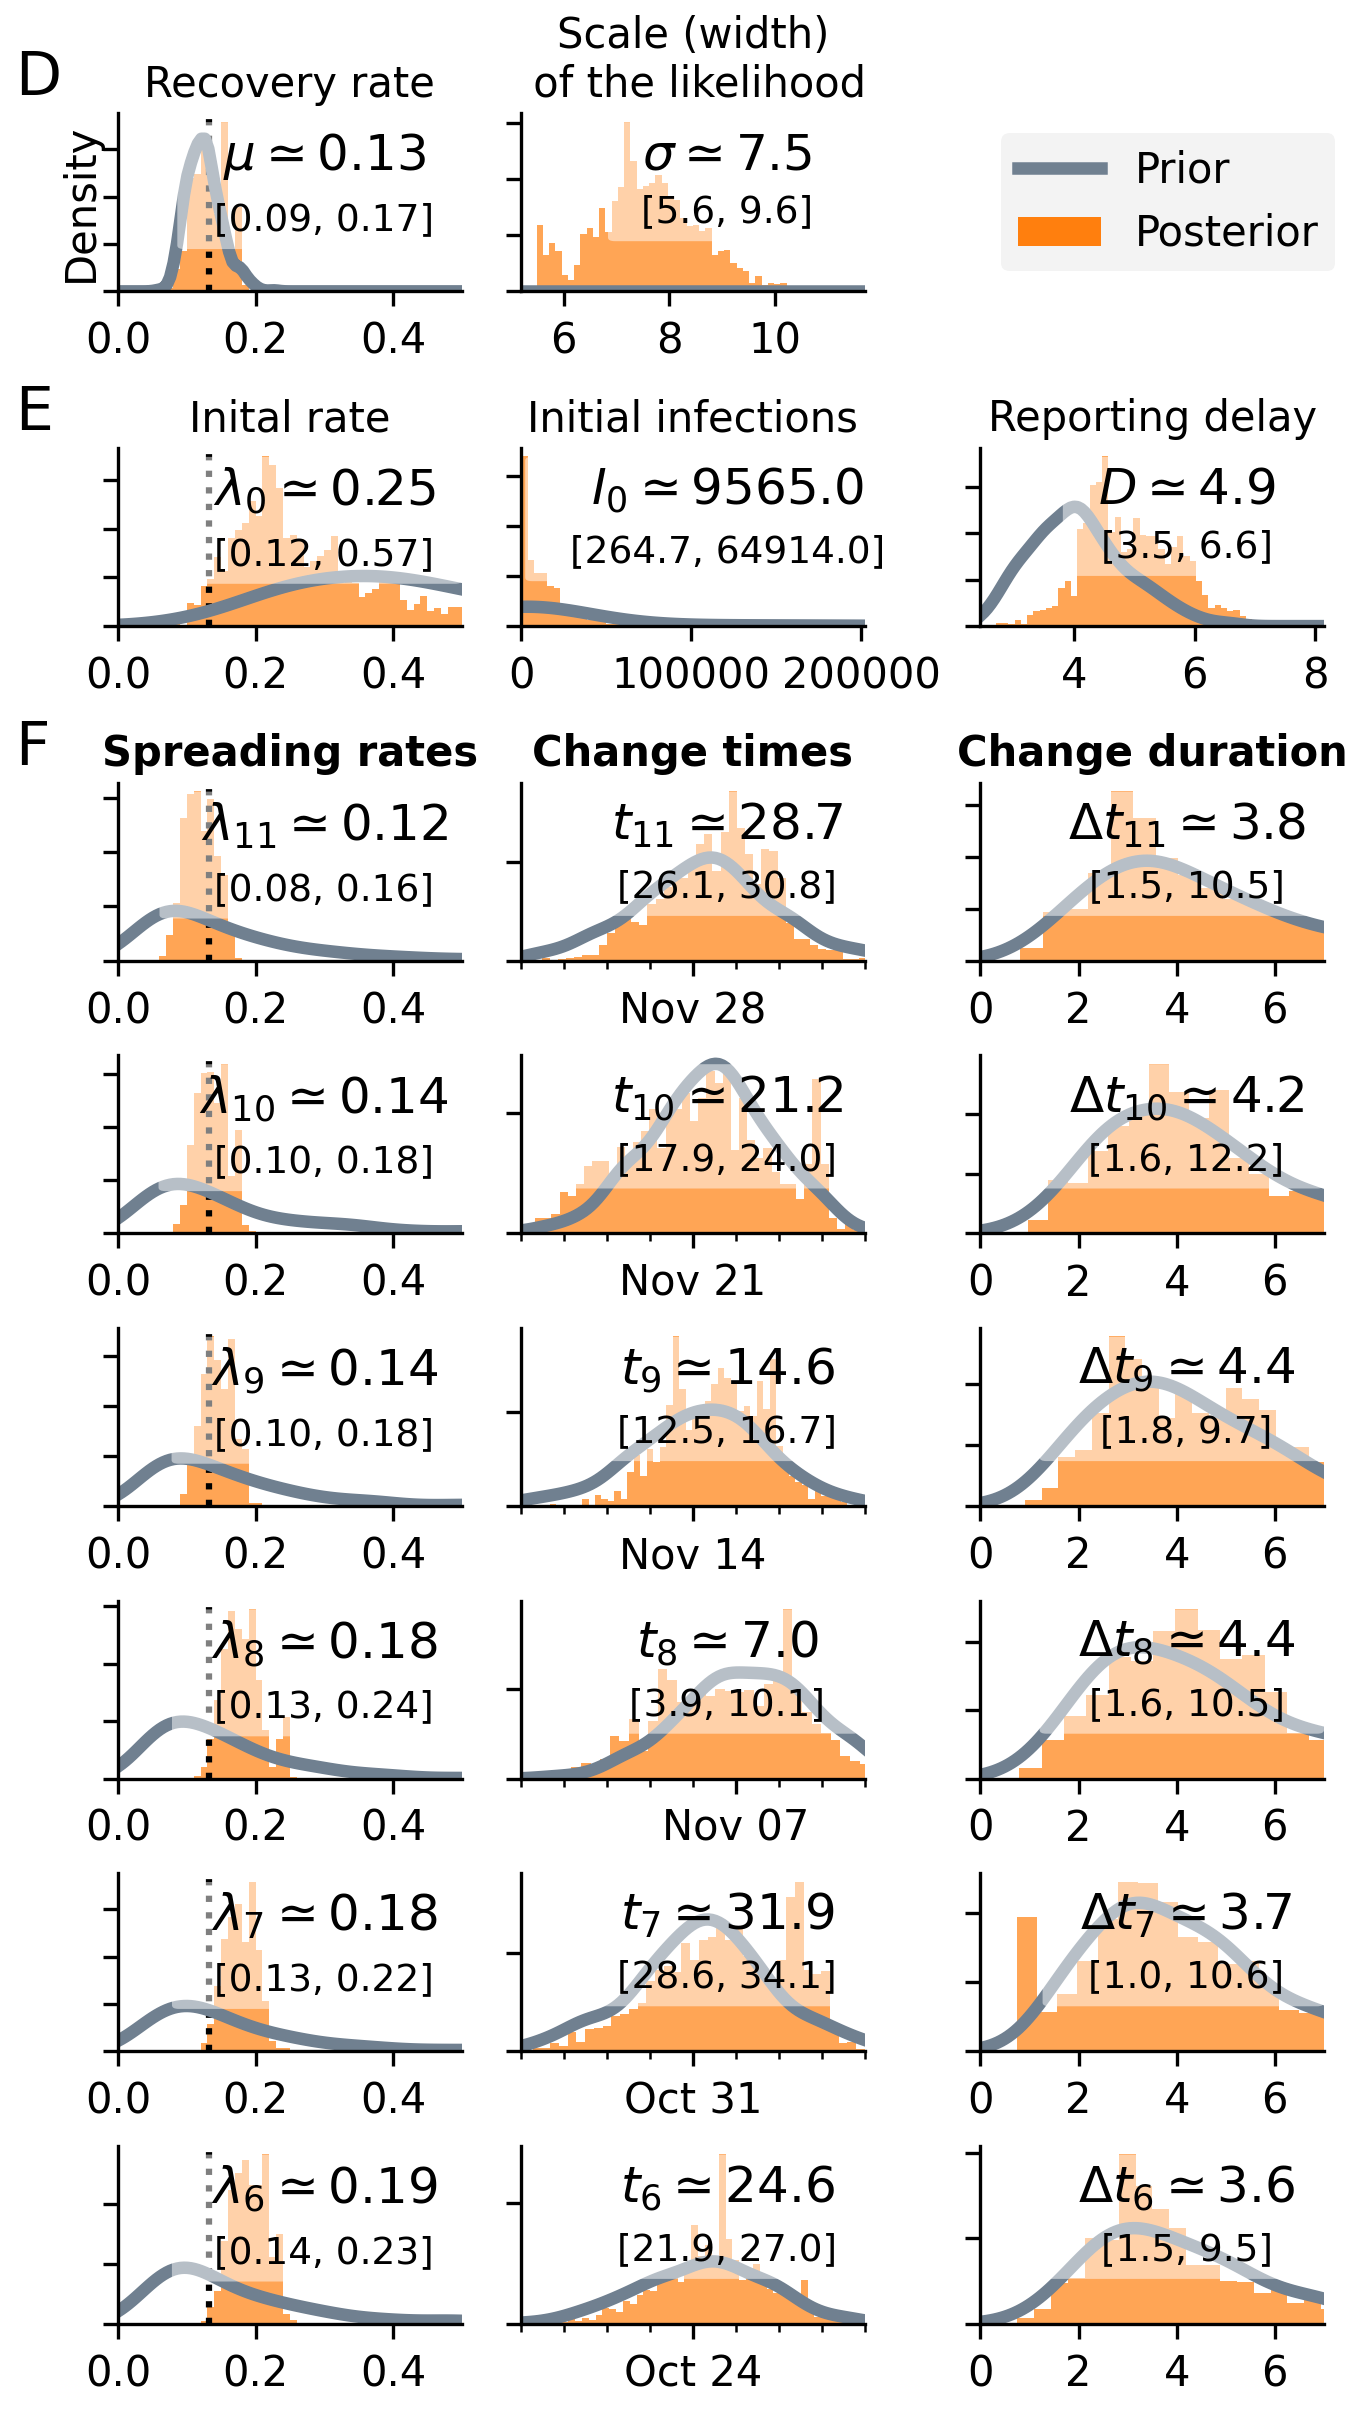 D
Recovery rate
Scale (width)
of the likelihood
Density
μ ≃ 0.13
[0.09, 0.17]
0.0 0.2 0.4
σ ≃ 7.5
[5.6, 9.6]
6 8 10
Prior
Posterior
E
Inital rate
λ0 ≃ 0.25
[0.12, 0.57]
0.0 0.2 0.4
Initial infections
I0 ≃ 9565.0
[264.7, 64914.0]
0 100000 200000
Reporting delay
D ≃ 4.9
[3.5, 6.6]
4 6 8
F
Spreading rates
Change times
Change duration
λ11 ≃ 0.12
[0.08, 0.16]
0.0 0.2 0.4
t11 ≃ 28.7
[26.1, 30.8]
Nov 28
Δt11 ≃ 3.8
[1.5, 10.5]
0 2 4 6
λ10 ≃ 0.14
[0.10, 0.18]
0.0 0.2 0.4
t10 ≃ 21.2
[17.9, 24.0]
Nov 21
Δt10 ≃ 4.2
[1.6, 12.2]
0 2 4 6
λ9 ≃ 0.14
[0.10, 0.18]
0.0 0.2 0.4
t9 ≃ 14.6
[12.5, 16.7]
Nov 14
Δt9 ≃ 4.4
[1.8, 9.7]
0 2 4 6
λ8 ≃ 0.18
[0.13, 0.24]
0.0 0.2 0.4
t8 ≃ 7.0
[3.9, 10.1]
Nov 07
Δt8 ≃ 4.4
[1.6, 10.5]
0 2 4 6
λ7 ≃ 0.18
[0.13, 0.22]
0.0 0.2 0.4
t7 ≃ 31.9
[28.6, 34.1]
Oct 31
Δt7 ≃ 3.7
[1.0, 10.6]
0 2 4 6
λ6 ≃ 0.19
[0.14, 0.23]
0.0 0.2 0.4
t6 ≃ 24.6
[21.9, 27.0]
Oct 24
Δt6 ≃ 3.6
[1.5, 9.5]
0 2 4 6